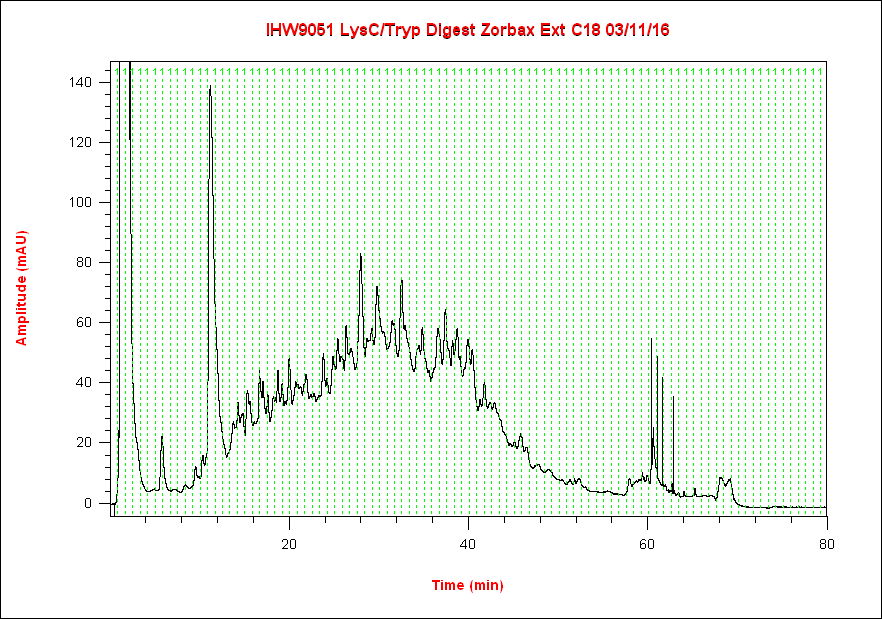 IHW9051 LysC/Tryp Digest Zorbax Ext C18 03/11/16
Amplitude (mAU)
140
120
100
80
60
40
20
0
20 40 60 80
Time (min)